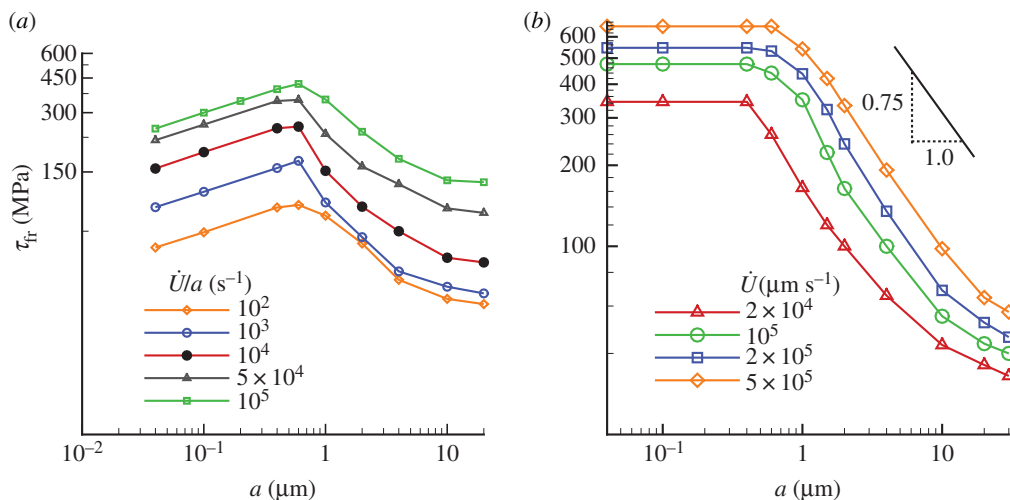 (a)
600
450
300
150
τfr (MPa)
U̇/a (s⁻¹)
10²
10³
10⁴
5 × 10⁴
10⁵
10⁻² 10⁻¹ 1 10
a (μm)
(b)
600
500
400
300
200
100
0.75
1.0
U̇(μm s⁻¹)
2 × 10⁴
10⁵
2 × 10⁵
5 × 10⁵
10⁻¹ 1 10
a (μm)